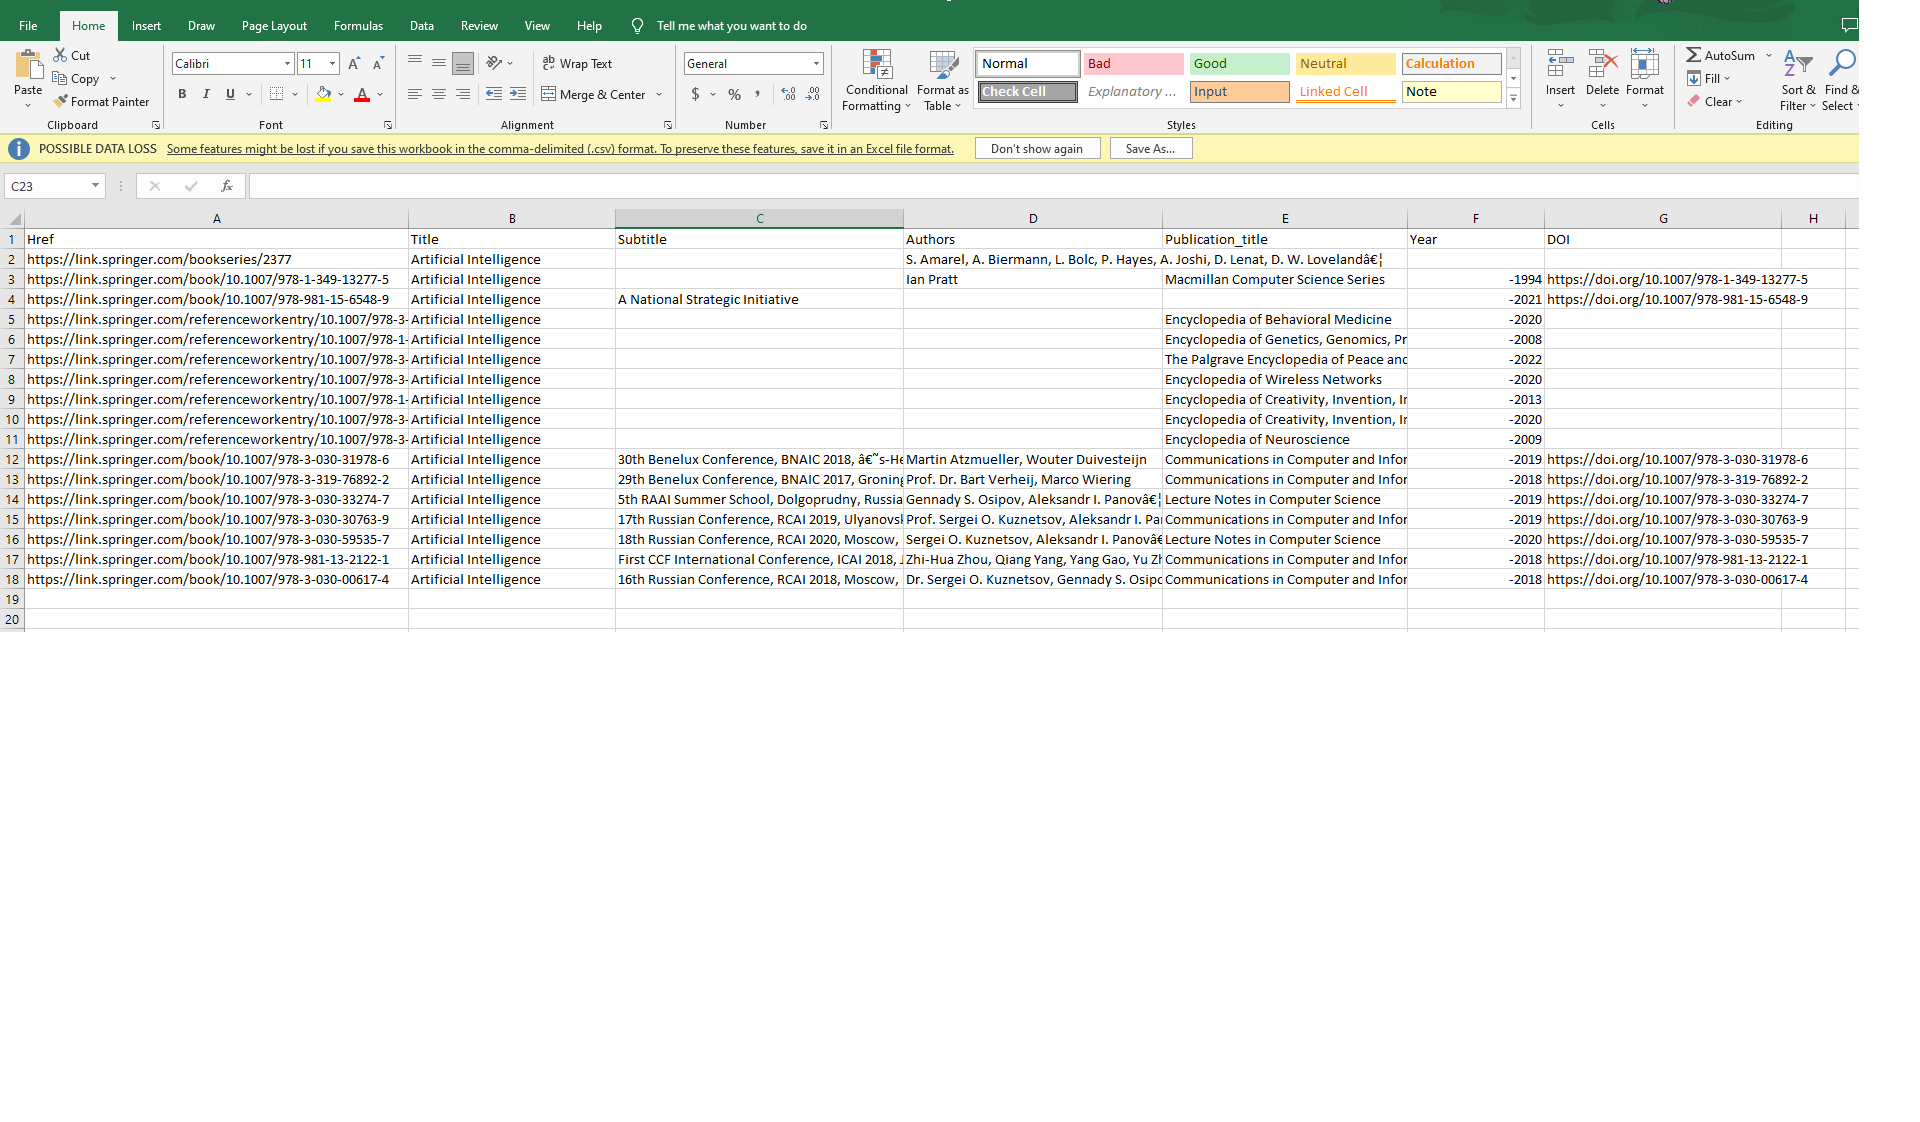 File Home Insert Draw Page Layout Formulas Data Review View Help Tell me what you want to do
Paste
Cut
Copy
Format Painter
Clipboard
Calibri 11 A A
B I U A
Font
Wrap Text
Merge & Center
Alignment
General
$ % , .00 .00
Number
Conditional Formatting
Format as Table
Normal Bad Good Neutral Calculation
Check Cell Explanatory ... Input Linked Cell Note
Styles
Insert Delete Format
Cells
AutoSum
Fill
Clear
Sort & Filter
Find & Select
Editing
POSSIBLE DATA LOSS Some features might be lost if you save this workbook in the comma-delimited (.csv) format. To preserve these features, save it in an Excel file format. Don't show again Save As...
C23 fx
A B C D E F G H
1 Href Title Subtitle Authors Publication_title Year DOI
2 https://link.springer.com/bookseries/2377 Artificial Intelligence S. Amarel, A. Biermann, L. Bolc, P. Hayes, A. Joshi, D. Lenat, D. W. Lovelandâ€¦
3 https://link.springer.com/book/10.1007/978-1-349-13277-5 Artificial Intelligence Ian Pratt Macmillan Computer Science Series -1994 https://doi.org/10.1007/978-1-349-13277-5
4 https://link.springer.com/book/10.1007/978-981-15-6548-9 Artificial Intelligence A National Strategic Initiative -2021 https://doi.org/10.1007/978-981-15-6548-9
5 https://link.springer.com/referenceworkentry/10.1007/978-3- Artificial Intelligence Encyclopedia of Behavioral Medicine -2020
6 https://link.springer.com/referenceworkentry/10.1007/978-1- Artificial Intelligence Encyclopedia of Genetics, Genomics, Pr -2008
7 https://link.springer.com/referenceworkentry/10.1007/978-3- Artificial Intelligence The Palgrave Encyclopedia of Peace and -2022
8 https://link.springer.com/referenceworkentry/10.1007/978-3- Artificial Intelligence Encyclopedia of Wireless Networks -2020
9 https://link.springer.com/referenceworkentry/10.1007/978-1- Artificial Intelligence Encyclopedia of Creativity, Invention, Ir -2013
10 https://link.springer.com/referenceworkentry/10.1007/978-3- Artificial Intelligence Encyclopedia of Creativity, Invention, Ir -2020
11 https://link.springer.com/referenceworkentry/10.1007/978-3- Artificial Intelligence Encyclopedia of Neuroscience -2009
12 https://link.springer.com/book/10.1007/978-3-030-31978-6 Artificial Intelligence 30th Benelux Conference, BNAIC 2018, â€˜s-He Martin Atzmueller, Wouter Duivesteijn Communications in Computer and Infor -2019 https://doi.org/10.1007/978-3-030-31978-6
13 https://link.springer.com/book/10.1007/978-3-319-76892-2 Artificial Intelligence 29th Benelux Conference, BNAIC 2017, Groning Prof. Dr. Bart Verheij, Marco Wiering Communications in Computer and Infor -2018 https://doi.org/10.1007/978-3-319-76892-2
14 https://link.springer.com/book/10.1007/978-3-030-33274-7 Artificial Intelligence 5th RAAI Summer School, Dolgoprudny, Russia Gennady S. Osipov, Aleksandr I. Panovâ€¦ Lecture Notes in Computer Science -2019 https://doi.org/10.1007/978-3-030-33274-7
15 https://link.springer.com/book/10.1007/978-3-030-30763-9 Artificial Intelligence 17th Russian Conference, RCAI 2019, Ulyanovsk Prof. Sergei O. Kuznetsov, Aleksandr I. Pa Communications in Computer and Infor -2019 https://doi.org/10.1007/978-3-030-30763-9
16 https://link.springer.com/book/10.1007/978-3-030-59535-7 Artificial Intelligence 18th Russian Conference, RCAI 2020, Moscow, Sergei O. Kuznetsov, Aleksandr I. Panovâ€ Lecture Notes in Computer Science -2020 https://doi.org/10.1007/978-3-030-59535-7
17 https://link.springer.com/book/10.1007/978-981-13-2122-1 Artificial Intelligence First CCF International Conference, ICAI 2018, J Zhi-Hua Zhou, Qiang Yang, Yang Gao, Yu Zh Communications in Computer and Infor -2018 https://doi.org/10.1007/978-981-13-2122-1
18 https://link.springer.com/book/10.1007/978-3-030-00617-4 Artificial Intelligence 16th Russian Conference, RCAI 2018, Moscow, Dr. Sergei O. Kuznetsov, Gennady S. Osipo Communications in Computer and Infor -2018 https://doi.org/10.1007/978-3-030-00617-4
19
20